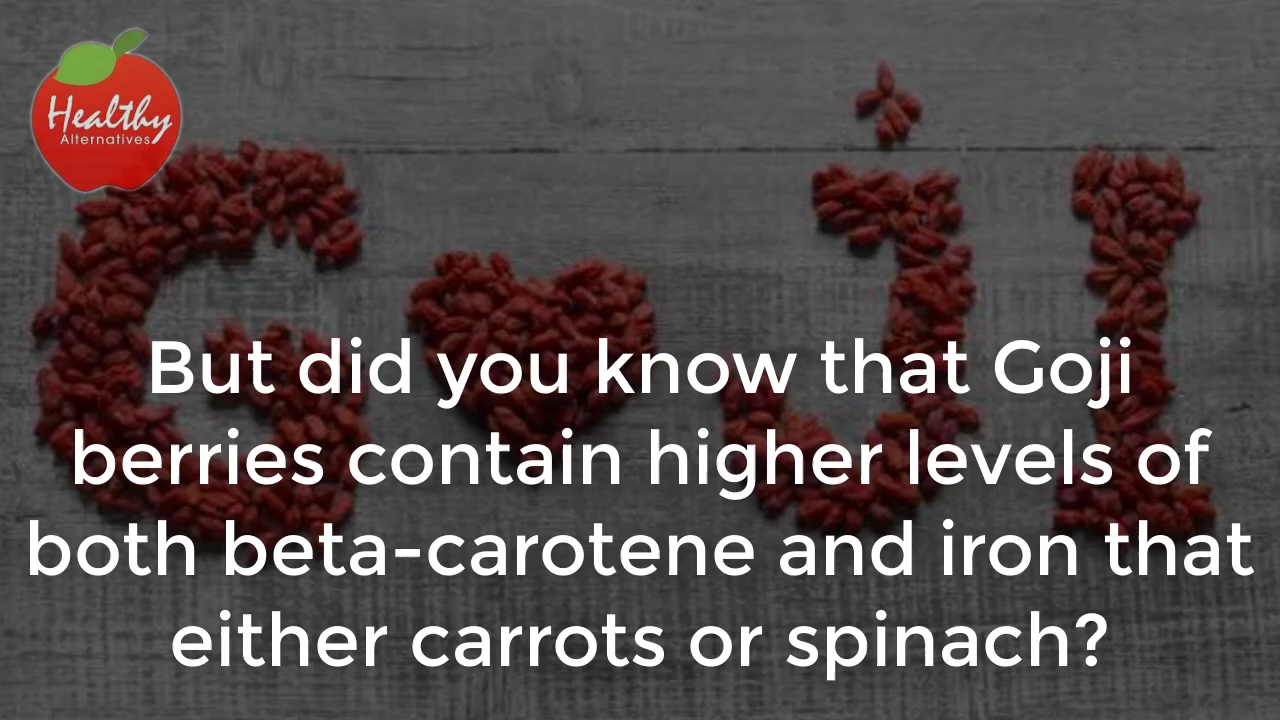 Healthy
Alternatives
GOJI
But did you know that Goji
berries contain higher levels of
both beta-carotene and iron that
either carrots or spinach?